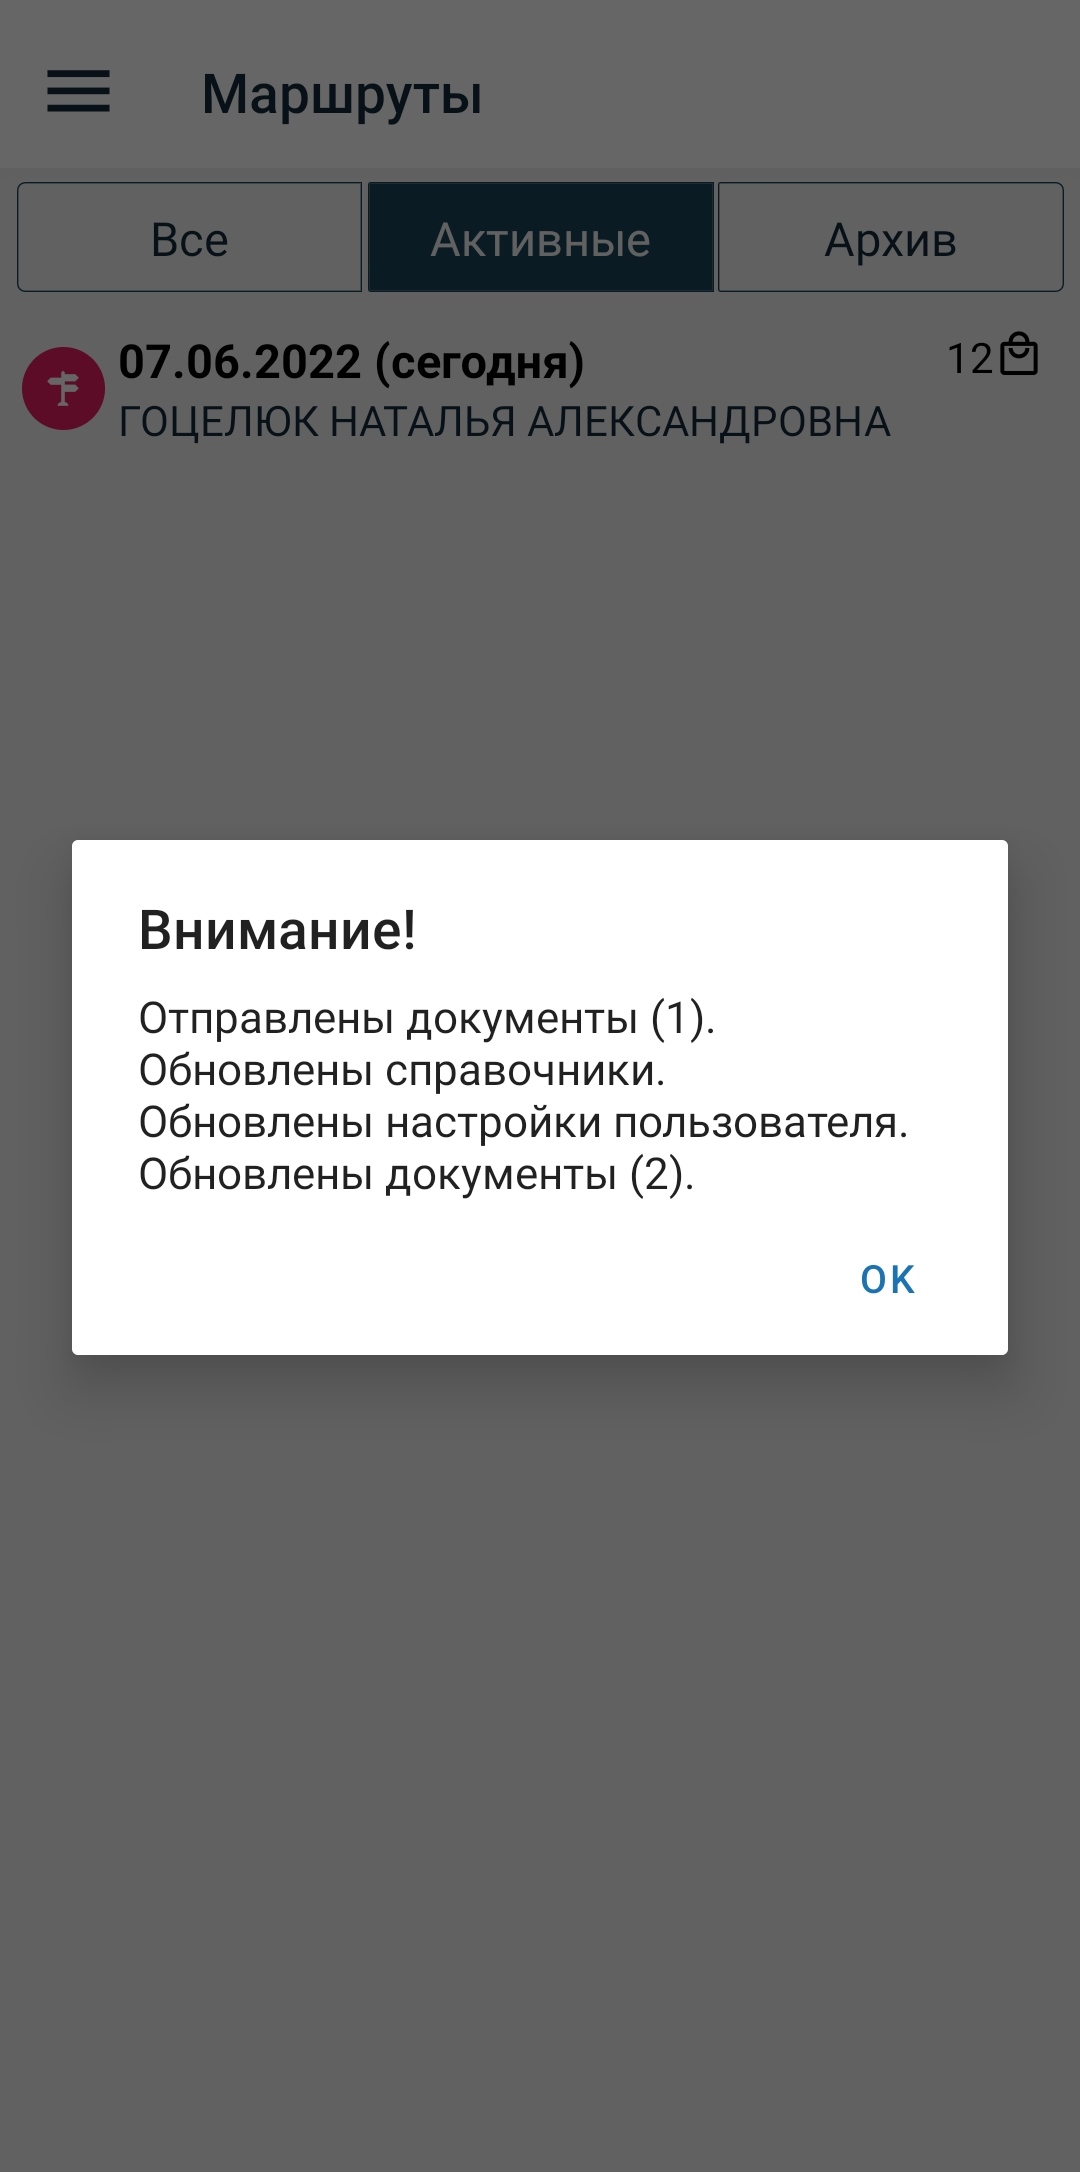 Маршруты
Все
Активные
Архив
07.06.2022 (сегодня)
12
ГОЦЕЛЮК НАТАЛЬЯ АЛЕКСАНДРОВНА
Внимание!
Отправлены документы (1).
Обновлены справочники.
Обновлены настройки пользователя.
Обновлены документы (2).
OK